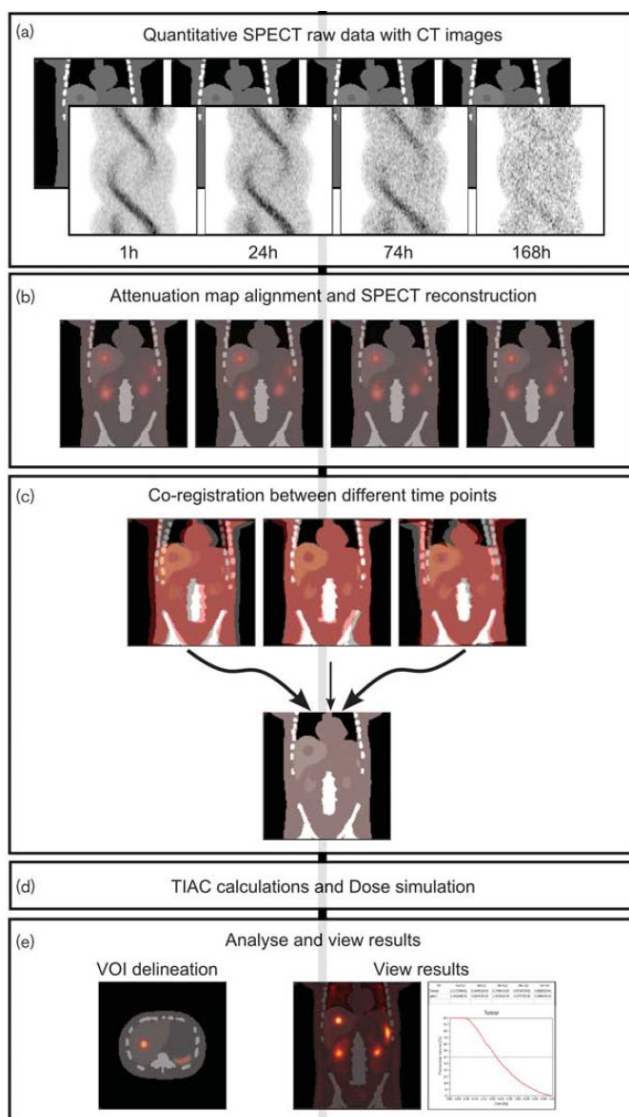 (a)
Quantitative SPECT raw data with CT images
1h 24h 74h 168h
(b)
Attenuation map alignment and SPECT reconstruction
(c)
Co-registration between different time points
(d)
TIAC calculations and Dose simulation
(e)
Analyse and view results
VOI delineation View results
Tumour